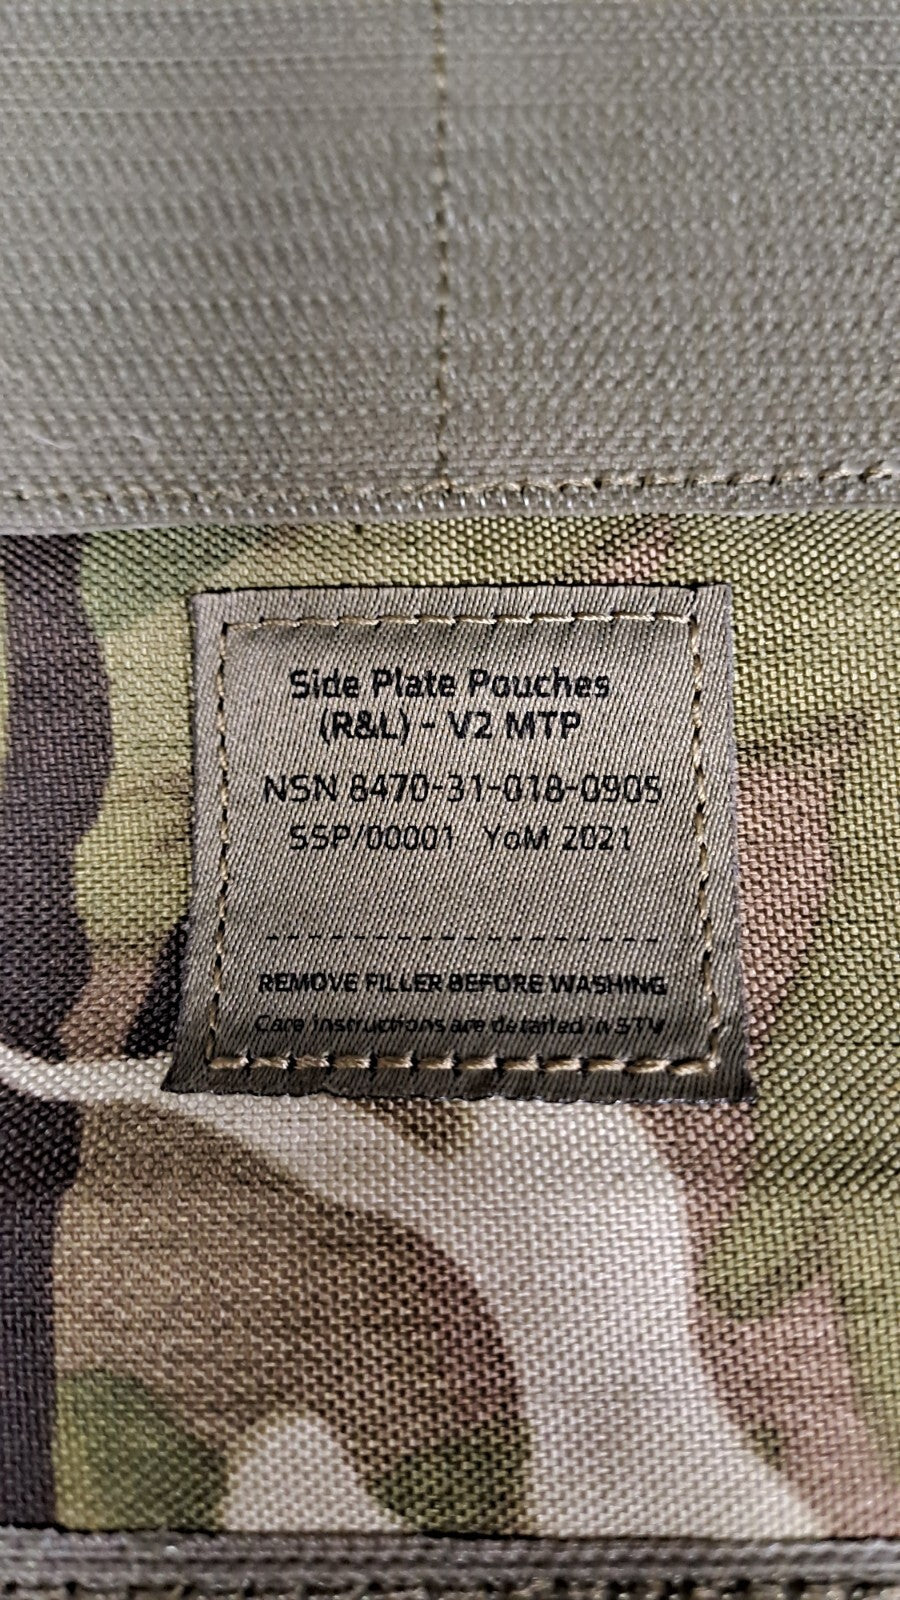 Side Plate Pouches
(R&L) - V2 MTP
NSN 8470-31-018-0905
SSP/00001 YoM 2021
REMOVE FILLER BEFORE WASHING
Care instructions are detailed in STV